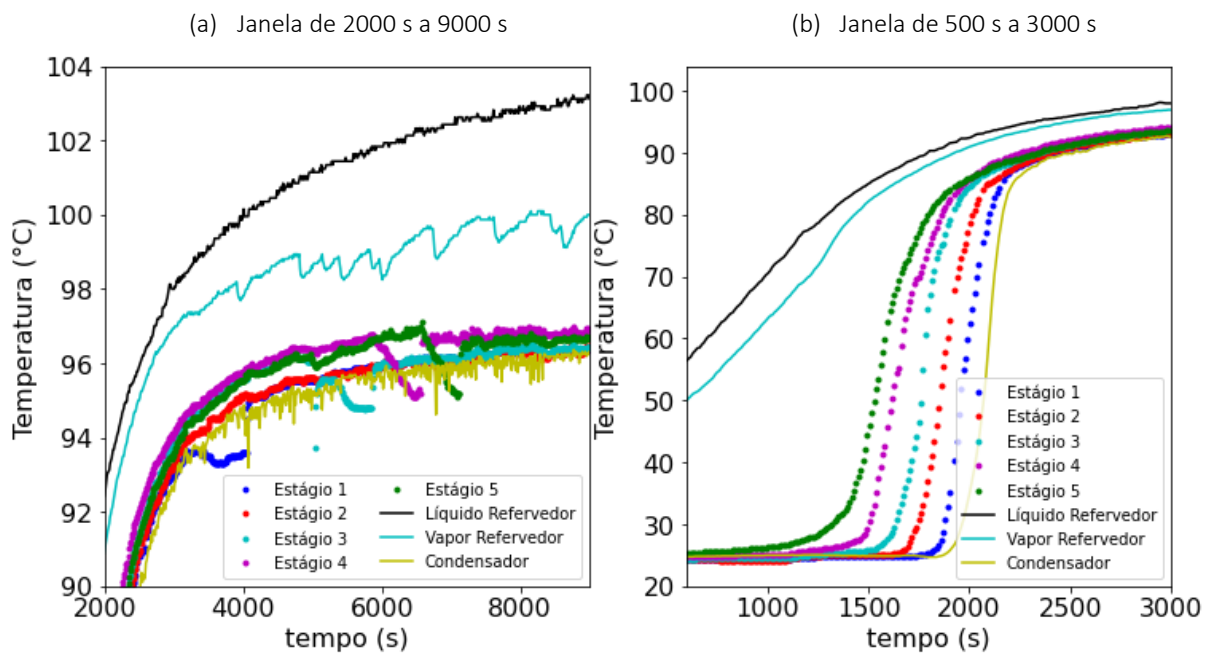 (a) Janela de 2000 s a 9000 s
104
102
100
98
96
94
92
90
Temperatura (°C)
2000
4000
6000
8000
tempo (s)
Estágio 1
Estágio 2
Estágio 3
Estágio 4
Estágio 5
Líquido Refervedor
Vapor Refervedor
Condensador
(b) Janela de 500 s a 3000 s
100
90
80
70
60
50
40
30
20
Temperatura (°C)
1000
1500
2000
2500
3000
tempo (s)
Estágio 1
Estágio 2
Estágio 3
Estágio 4
Estágio 5
Líquido Refervedor
Vapor Refervedor
Condensador